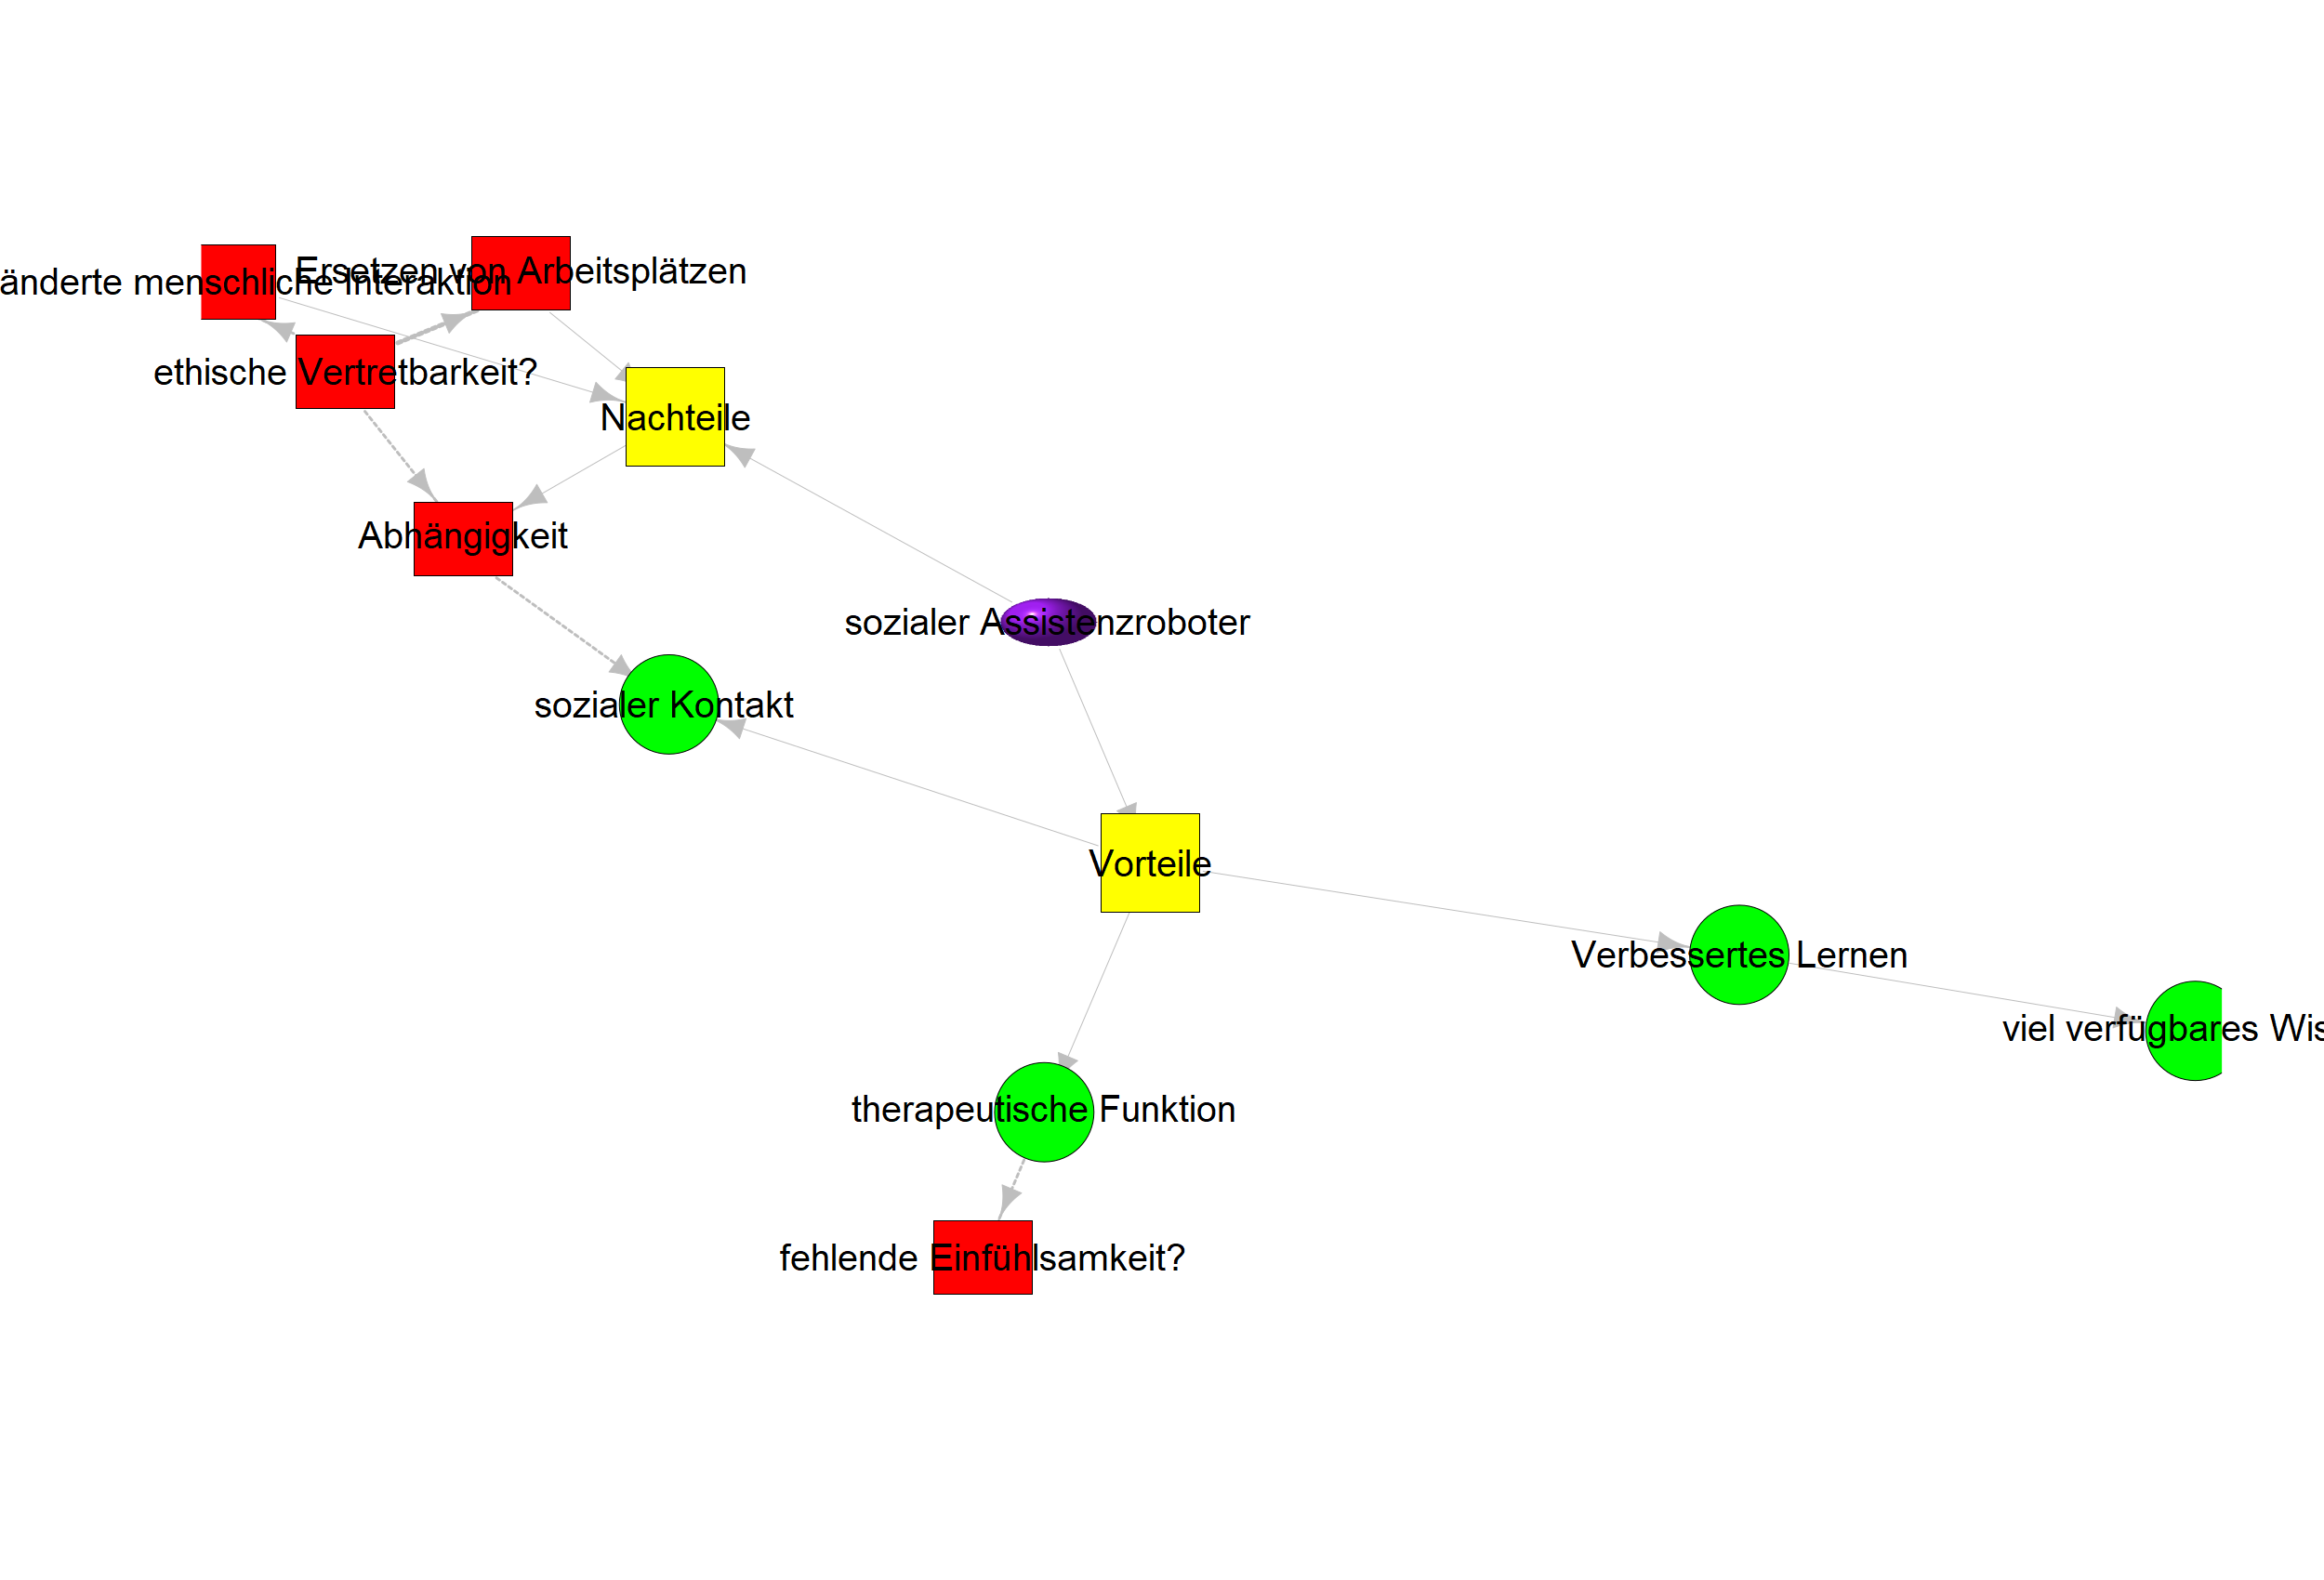 Ersetzen von Arbeitsplätzen
änderte menschliche Interaktion
ethische Vertretbarkeit?
Nachteile
Abhängigkeit
sozialer Assistenzroboter
sozialer Kontakt
Vorteile
Verbessertes Lernen
viel verfügbares Wis
therapeutische Funktion
fehlende Einfühlsamkeit?